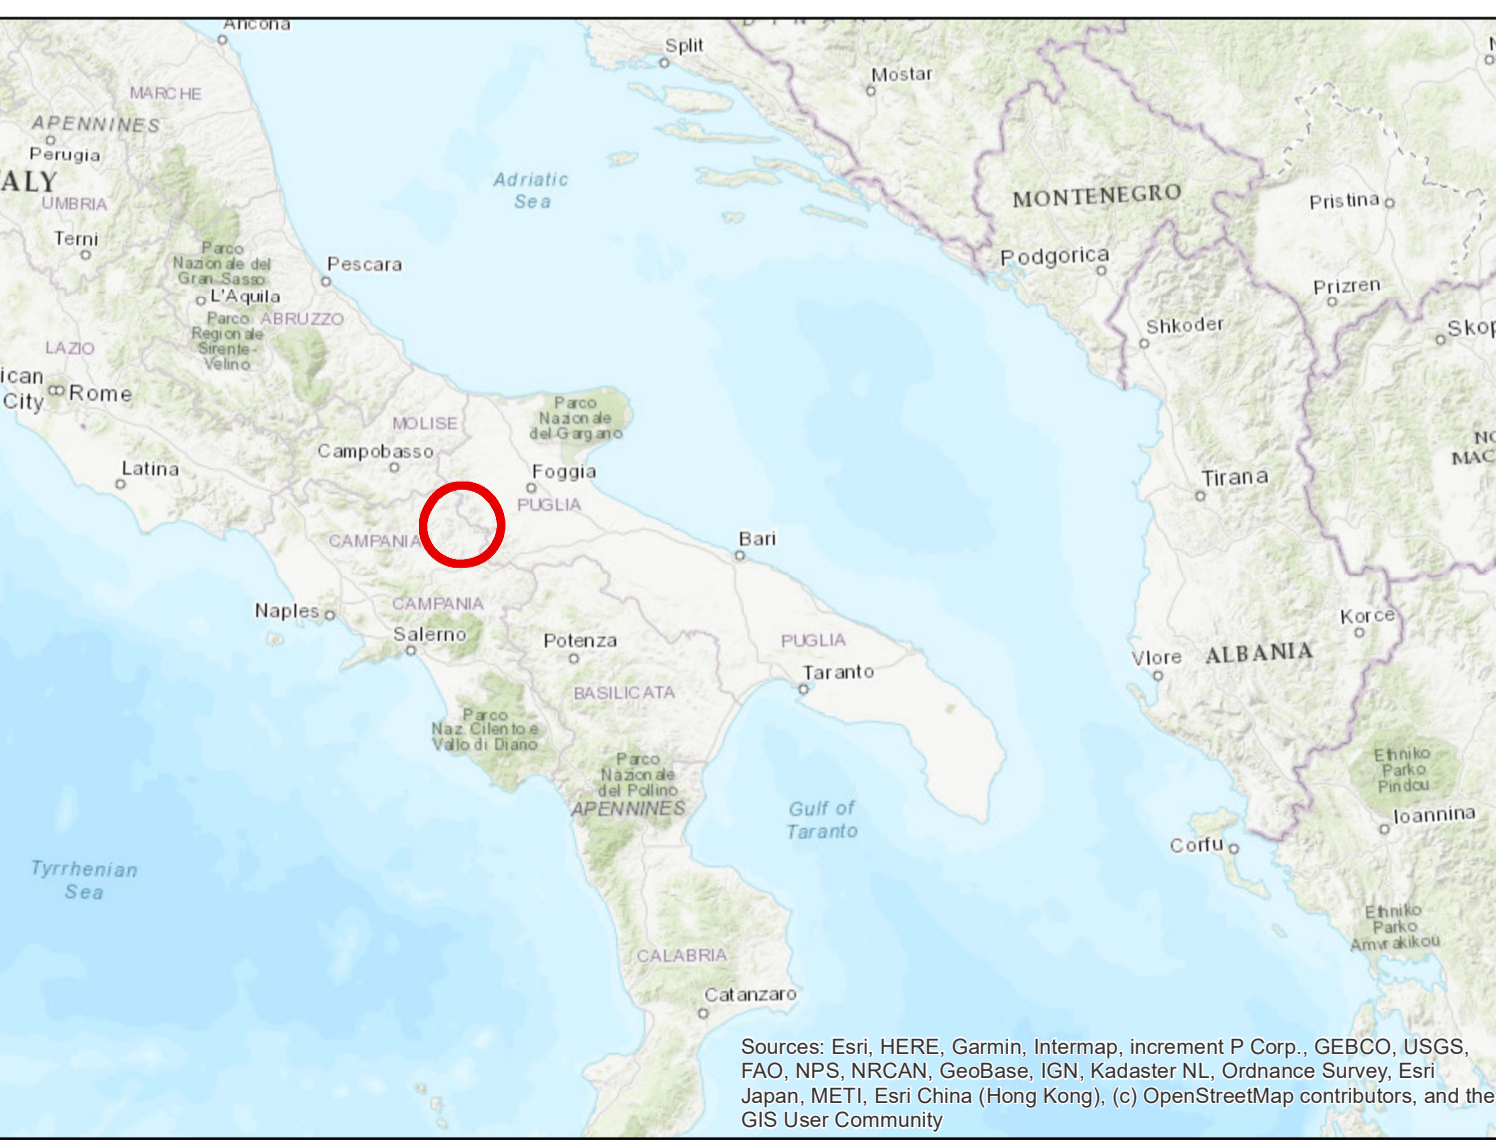 Ancona
Split
Mostar
MARCHE
APENNINES
Perugia
ALY
UMBRIA
Terni
Adriatic
Sea
MONTENEGRO
Pristina
Podgorica
Prizren
Parco
Nazionale del
Gran Sasso
L'Aquila
Pescara
Parco
Regionale
Sirente-
Velino
ABRUZZO
LAZIO
ican
City
Rome
Shkoder
Skop
Parco
Nazionale
del Gargano
MOLISE
Campobasso
Latina
Foggia
PUGLIA
CAMPANIA
Bari
Tirana
NO
MAC
Naples
CAMPANIA
Salerno
Potenza
PUGLIA
Taranto
BASILICATA
Korce
Vlore
ALBANIA
Parco
Naz. Cilento e
Vallo di Diano
Parco
Nazionale
del Pollino
APENNINES
Gulf of
Taranto
Ethniko
Parko
Pindou
Ioannina
Corfu
Tyrrhenian
Sea
Ethniko
Parko
Amvrakikou
CALABRIA
Catanzaro
Sources: Esri, HERE, Garmin, Intermap, increment P Corp., GEBCO, USGS,
FAO, NPS, NRCAN, GeoBase, IGN, Kadaster NL, Ordnance Survey, Esri
Japan, METI, Esri China (Hong Kong), (c) OpenStreetMap contributors, and the
GIS User Community